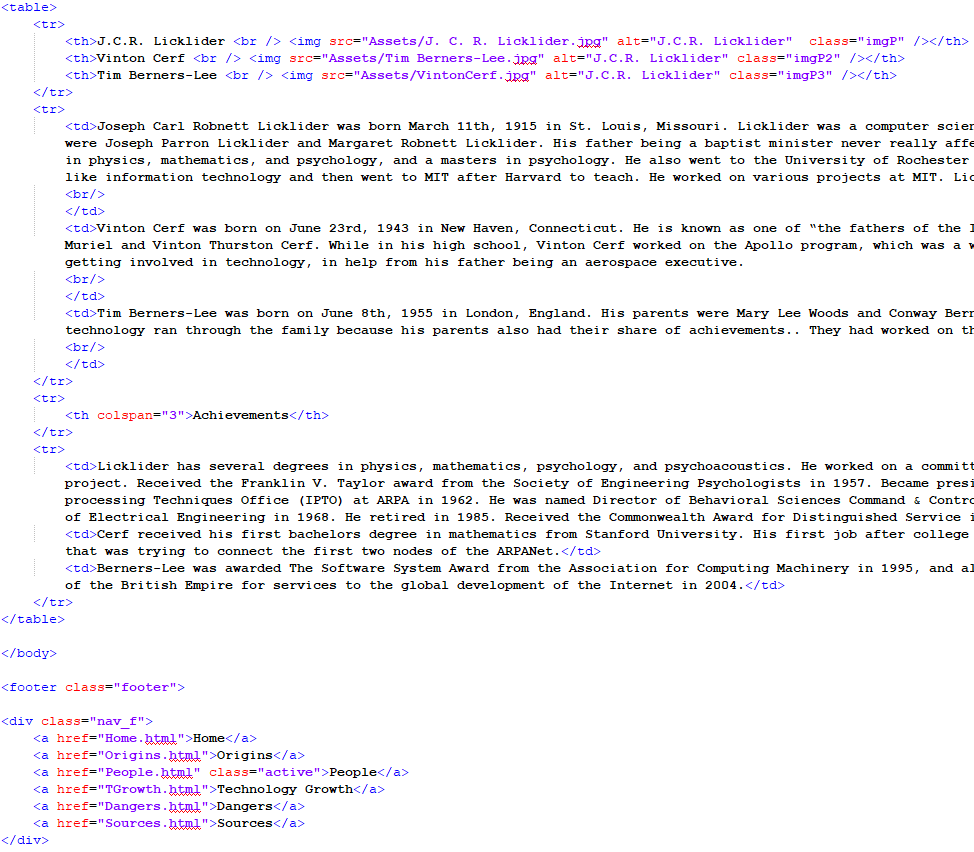 <table>
<tr>
<th>J.C.R. Licklider <br /> <img src="Assets/J. C. R. Licklider.jpg" alt="J.C.R. Licklider"  class="imgP" /></th>
<th>Vinton Cerf <br /> <img src="Assets/Tim Berners-Lee.jpg" alt="J.C.R. Licklider" class="imgP2" /></th>
<th>Tim Berners-Lee <br /> <img src="Assets/VintonCerf.jpg" alt="J.C.R. Licklider" class="imgP3" /></th>
</tr>
<tr>
<td>Joseph Carl Robnett Licklider was born March 11th, 1915 in St. Louis, Missouri. Licklider was a computer scien
were Joseph Parron Licklider and Margaret Robnett Licklider. His father being a baptist minister never really affe
in physics, mathematics, and psychology, and a masters in psychology. He also went to the University of Rochester
like information technology and then went to MIT after Harvard to teach. He worked on various projects at MIT. Lic
<br/>
</td>
<td>Vinton Cerf was born on June 23rd, 1943 in New Haven, Connecticut. He is known as one of “the fathers of the I
Muriel and Vinton Thurston Cerf. While in his high school, Vinton Cerf worked on the Apollo program, which was a w
getting involved in technology, in help from his father being an aerospace executive.
<br/>
</td>
<td>Tim Berners-Lee was born on June 8th, 1955 in London, England. His parents were Mary Lee Woods and Conway Bern
technology ran through the family because his parents also had their share of achievements.. They had worked on th
<br/>
</td>
</tr>
<tr>
<th colspan="3">Achievements</th>
</tr>
<tr>
<td>Licklider has several degrees in physics, mathematics, psychology, and psychoacoustics. He worked on a committ
project. Received the Franklin V. Taylor award from the Society of Engineering Psychologists in 1957. Became presi
processing Techniques Office (IPTO) at ARPA in 1962. He was named Director of Behavioral Sciences Command & Contro
of Electrical Engineering in 1968. He retired in 1985. Received the Commonwealth Award for Distinguished Service i
<td>Cerf received his first bachelors degree in mathematics from Stanford University. His first job after college
that was trying to connect the first two nodes of the ARPANet.</td>
<td>Berners-Lee was awarded The Software System Award from the Association for Computing Machinery in 1995, and al
of the British Empire for services to the global development of the Internet in 2004.</td>
</tr>
</table>
</body>
<footer class="footer">
<div class="nav_f">
<a href="Home.html">Home</a>
<a href="Origins.html">Origins</a>
<a href="People.html" class="active">People</a>
<a href="TGrowth.html">Technology Growth</a>
<a href="Dangers.html">Dangers</a>
<a href="Sources.html">Sources</a>
</div>